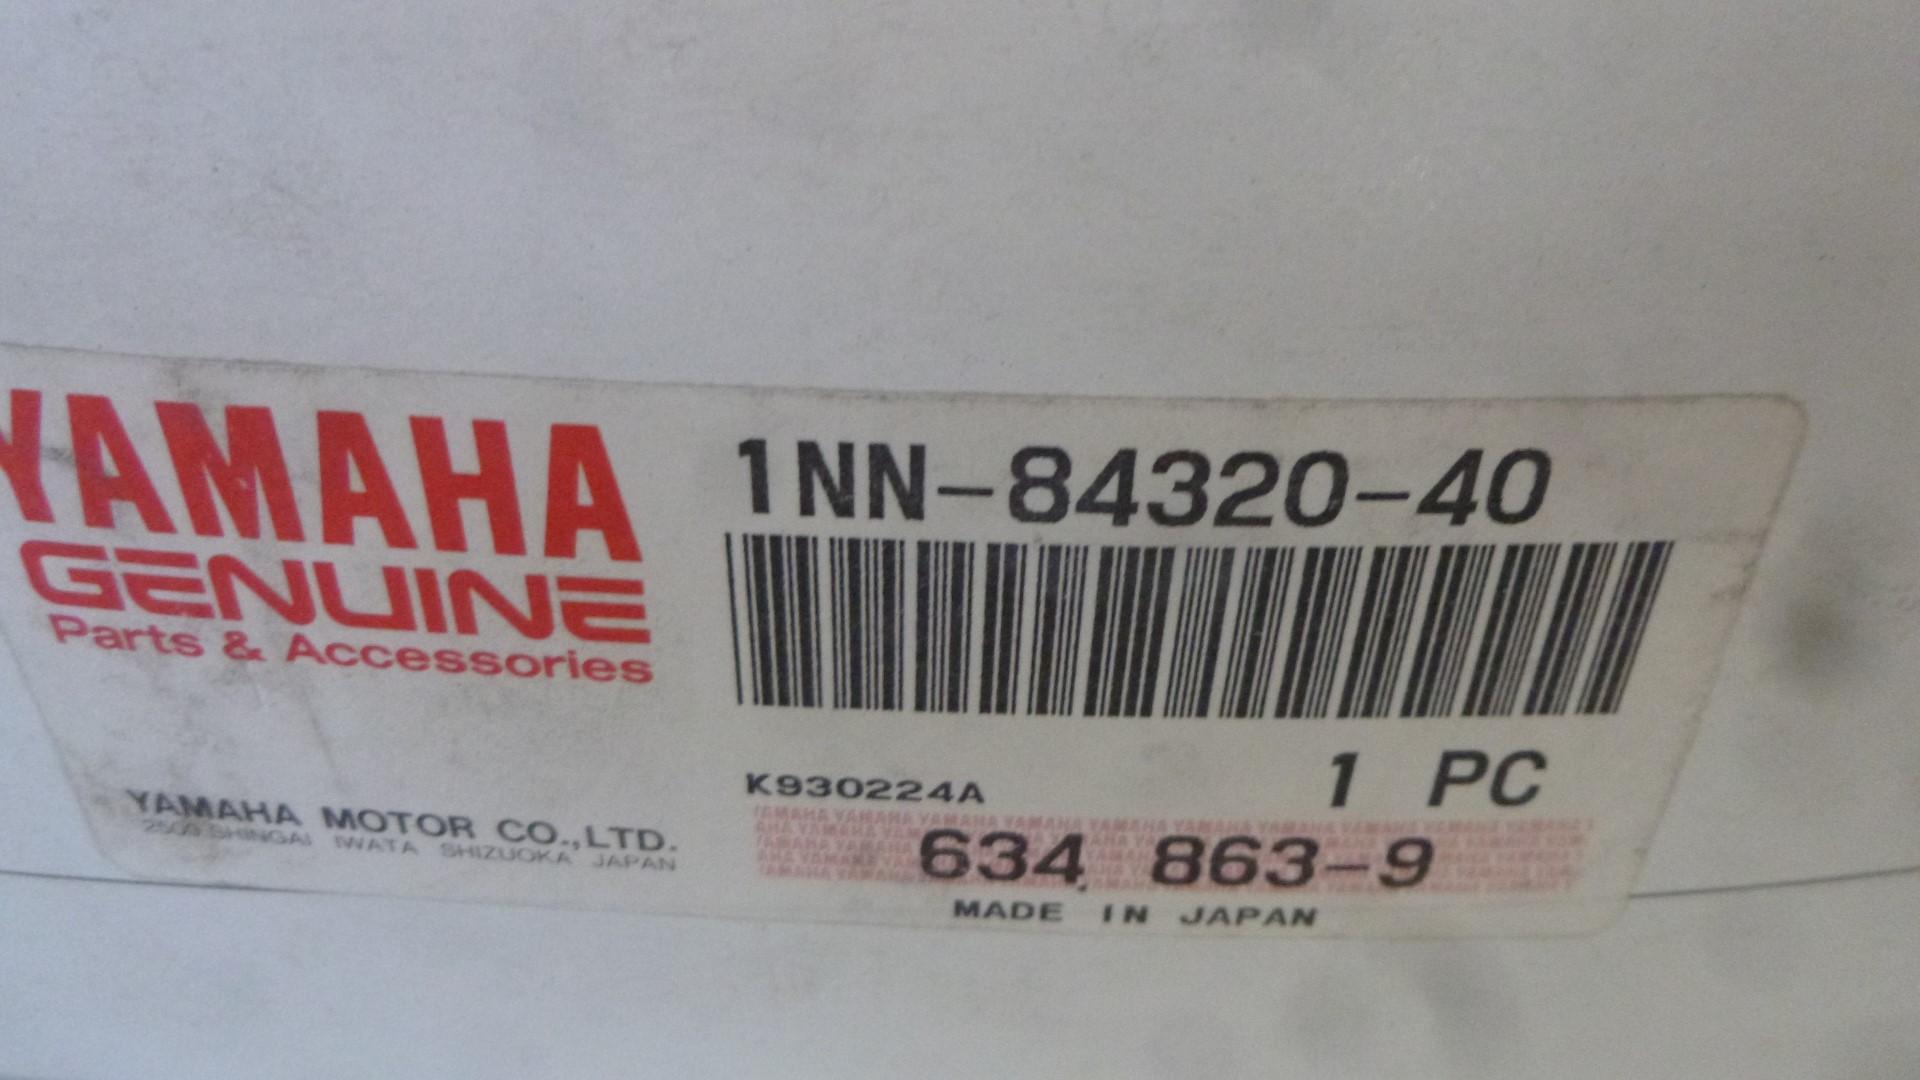 YAMAHA
GENUINE
Parts & Accessories
YAMAHA MOTOR CO.,LTD.
2500 SHINGAI IWATA SHIZUOKA JAPAN
1NN-84320-40
K930224A
1 PC
634 863-9
MADE IN JAPAN